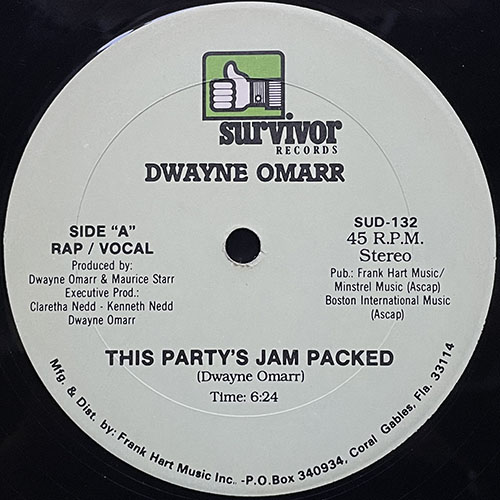 survivor
RECORDS
DWAYNE OMARR
SIDE "A"
RAP / VOCAL
Produced by:
Dwayne Omarr & Maurice Starr
Executive Prod.:
Claretha Nedd - Kenneth Nedd
Dwayne Omarr
SUD-132
45 R.P.M.
Stereo
Pub.: Frank Hart Music/
Minstrel Music (Ascap)
Boston International Music
(Ascap)
THIS PARTY'S JAM PACKED
(Dwayne Omarr)
Time: 6:24
Mfg. & Dist. by: Frank Hart Music Inc. -P.O.Box 340934, Coral Gables, Fla. 33114